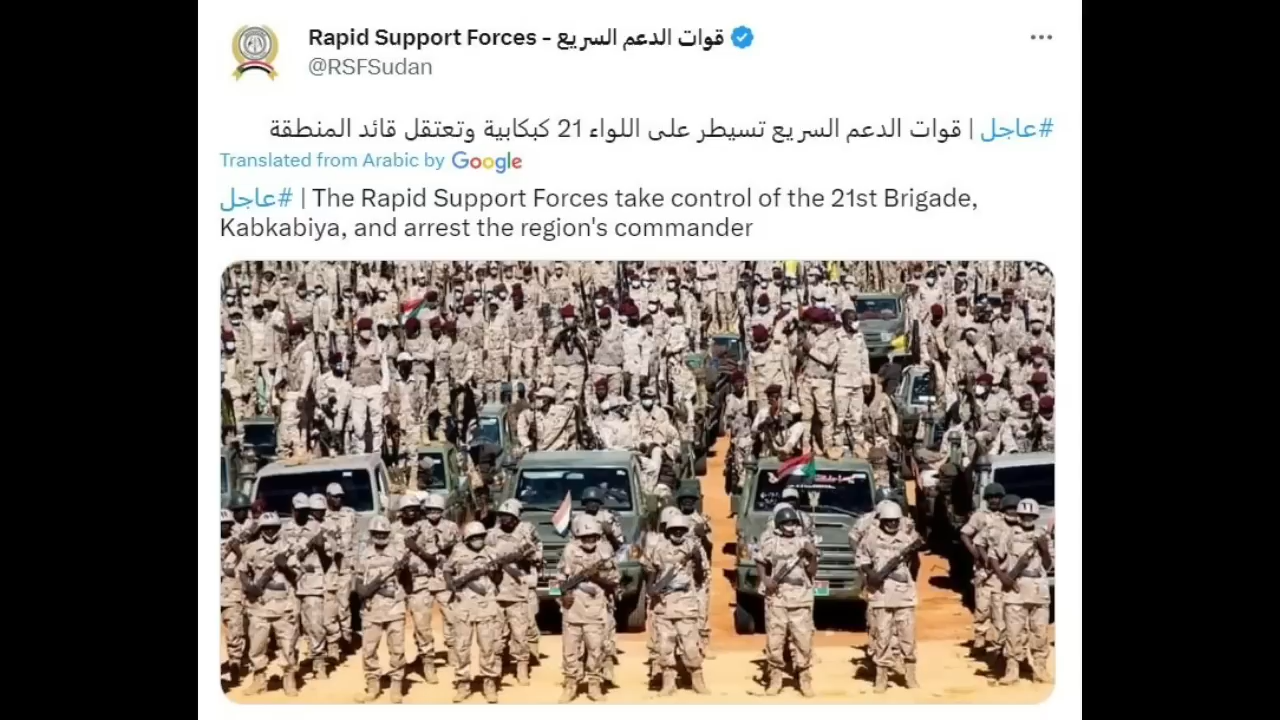 Rapid Support Forces - قوات الدعم السريع
@RSFSudan
#عاجل | قوات الدعم السريع تسيطر على اللواء 21 كبكابية وتعتقل قائد المنطقة
Translated from Arabic by Google
#عاجل | The Rapid Support Forces take control of the 21st Brigade,
Kabkabiya, and arrest the region's commander